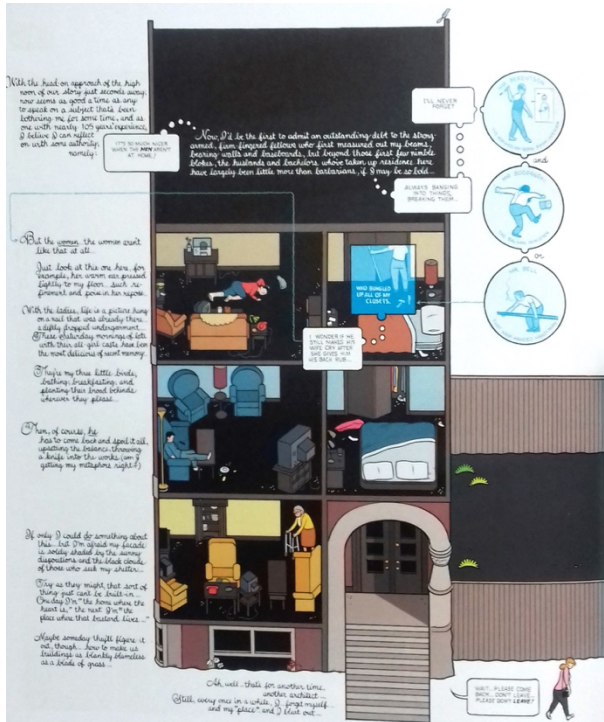 With the head-on approach of the high
noon of our story just seconds away,
now seems as good a time as any
to speak on a subject that's been
bothering me for some time, and as
one with nearly 105 years' experience,
I believe I can reflect
on with some authority,
namely:
IT'S SO MUCH NICER
WHEN THE MEN AREN'T
AT HOME!
Now, I'd be the first to admit an outstanding debt to the strong-
armed, firm-fingered fellows who first measured out my beams,
bearing walls and baseboards, but beyond those first few nimble
blokes, the husbands and bachelors who've taken up residence here
have largely been little more than barbarians, if I may be so bold...
I'LL NEVER
FORGET
and
MR.
ALWAYS BANGING
INTO THINGS,
BREAKING THEM...
or
MR. BELL
WHO BUNGLED
UP ALL OF MY
CLOSETS.
I WONDER IF HE
STILL MAKES HIS
WIFE CRY AFTER
SHE GIVES HIM
HIS BACK RUB...
But the women... the women aren't
like that at all...
Just look at this one here, for
example, her warm ear pressed
lightly to my floor... such re-
finement and poise in her repose.
With the ladies, life is a picture hung
on a nail that was already there,
a deftly dropped undergarment...
These Saturday mornings of late
with their all-girl casts have been
the most delicious of recent memory.
They're my three little birds,
bathing, breakfasting, and
planting their broad behinds
wherever they please...
Then, of course, he
has to come back and spoil it all,
upsetting the balance, throwing
a knife into the works (am I
getting my metaphors right?)
If only I could do something about
this... but I'm afraid my facade
is solely shaded by the sunny
dispositions and the black clouds
of those who seek my shelter...
Try as they might, that sort of
thing just can't be built-in...
One day I'm "the home where the
heart is," the next I'm "the
place where that bastard lives..."
Maybe someday they'll figure it
out, though... how to make us
buildings as blankly blameless
as a blade of grass...
Ah, well... that's for another time,
another architect...
Still, every once in a while, I... forget myself
and my "place" and I blurt out...
WAIT... PLEASE COME
BACK... DON'T LEAVE...
PLEASE DON'T LEAVE!